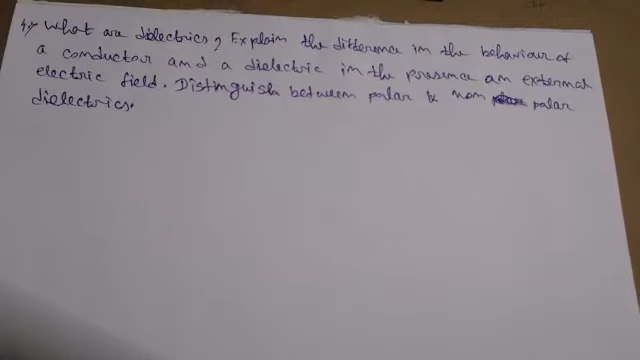 4. What are dielectrics, Explain the difference in the behaviour of
a conductor and a dielectric in the presence an external
electric field. Distinguish between polar & non polar
dielectrics.